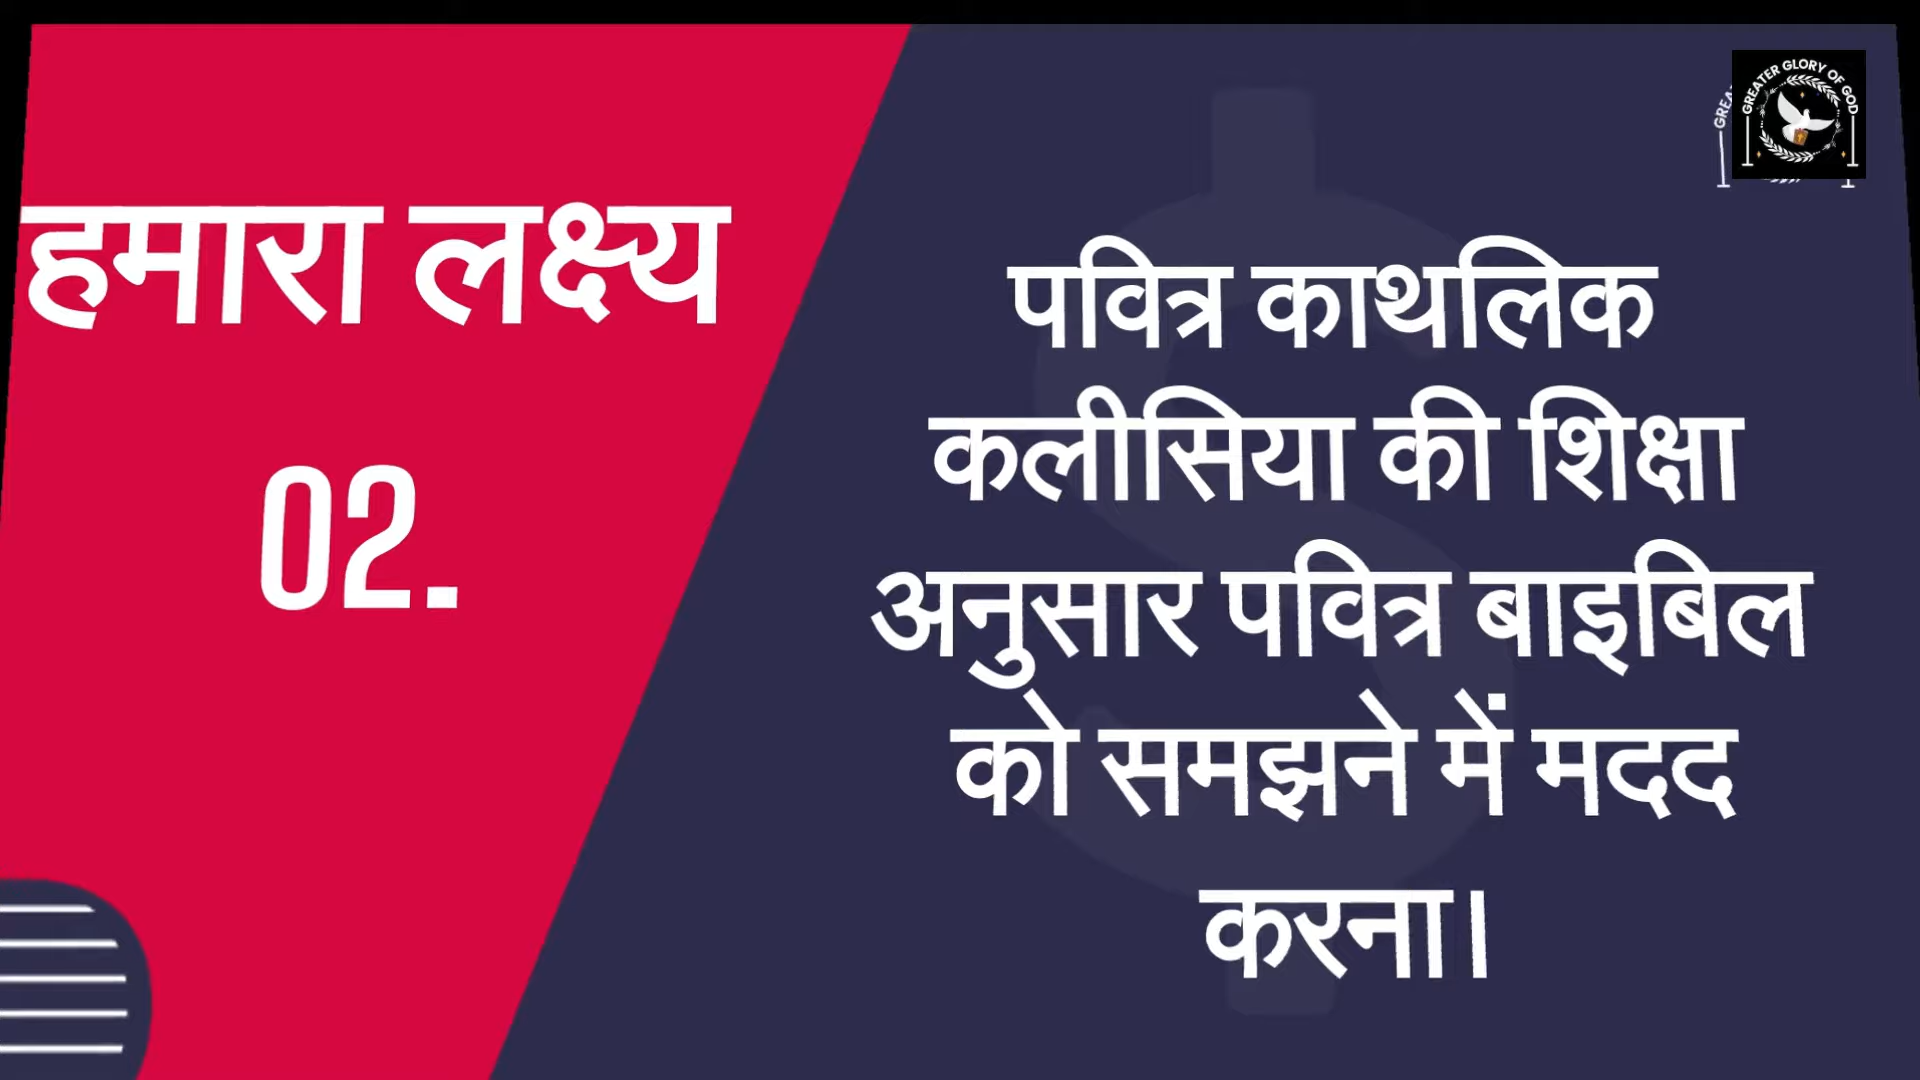 हमारा लक्ष्य
02.
GREATER GLORY OF GOD
पवित्र काथलिक
कलीसिया की शिक्षा
अनुसार पवित्र बाइबिल
को समझने में मदद
करना।